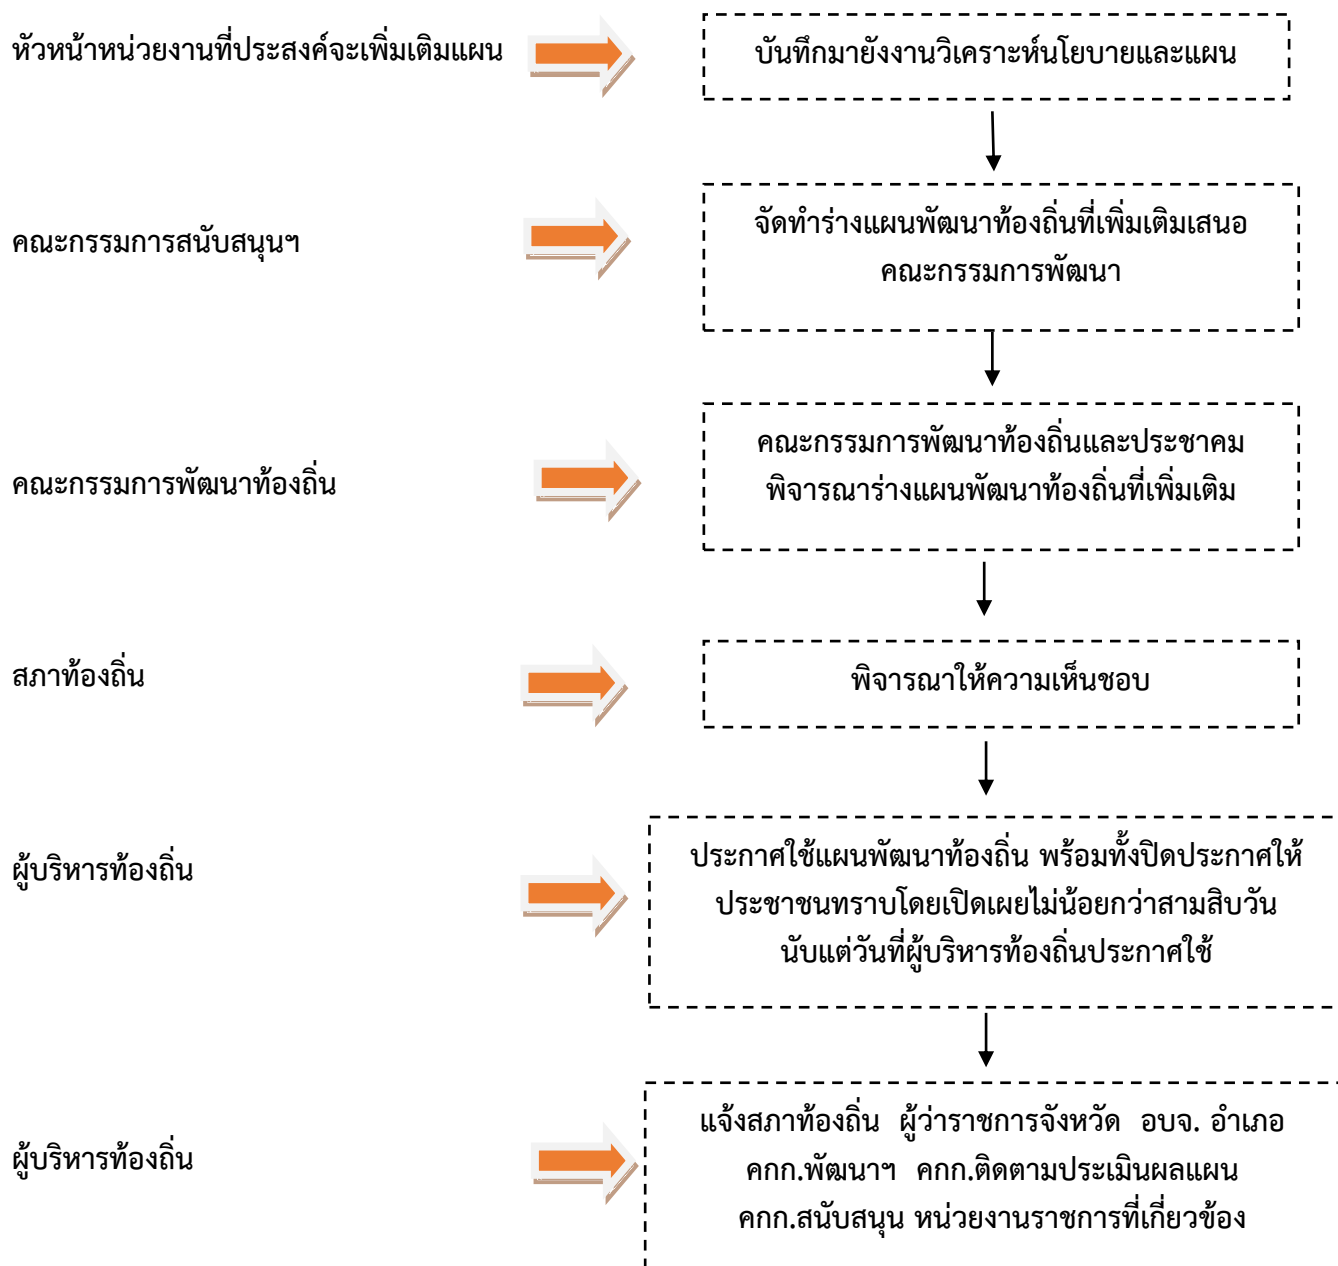 หัวหน้าหน่วยงานที่ประสงค์จะเพิ่มเติมแผน
บันทึกมายังงานวิเคราะห์นโยบายและแผน
คณะกรรมการสนับสนุนฯ
จัดทำร่างแผนพัฒนาท้องถิ่นที่เพิ่มเติมเสนอ
คณะกรรมการพัฒนา
คณะกรรมการพัฒนาท้องถิ่น
คณะกรรมการพัฒนาท้องถิ่นและประชาคม
พิจารณาร่างแผนพัฒนาท้องถิ่นที่เพิ่มเติม
สภาท้องถิ่น
พิจารณาให้ความเห็นชอบ
ผู้บริหารท้องถิ่น
ประกาศใช้แผนพัฒนาท้องถิ่น พร้อมทั้งปิดประกาศให้
ประชาชนทราบโดยเปิดเผยไม่น้อยกว่าสามสิบวัน
นับแต่วันที่ผู้บริหารท้องถิ่นประกาศใช้
ผู้บริหารท้องถิ่น
แจ้งสภาท้องถิ่น ผู้ว่าราชการจังหวัด อบจ. อำเภอ
คกก.พัฒนาฯ คกก.ติดตามประเมินผลแผน
คกก.สนับสนุน หน่วยงานราชการที่เกี่ยวข้อง